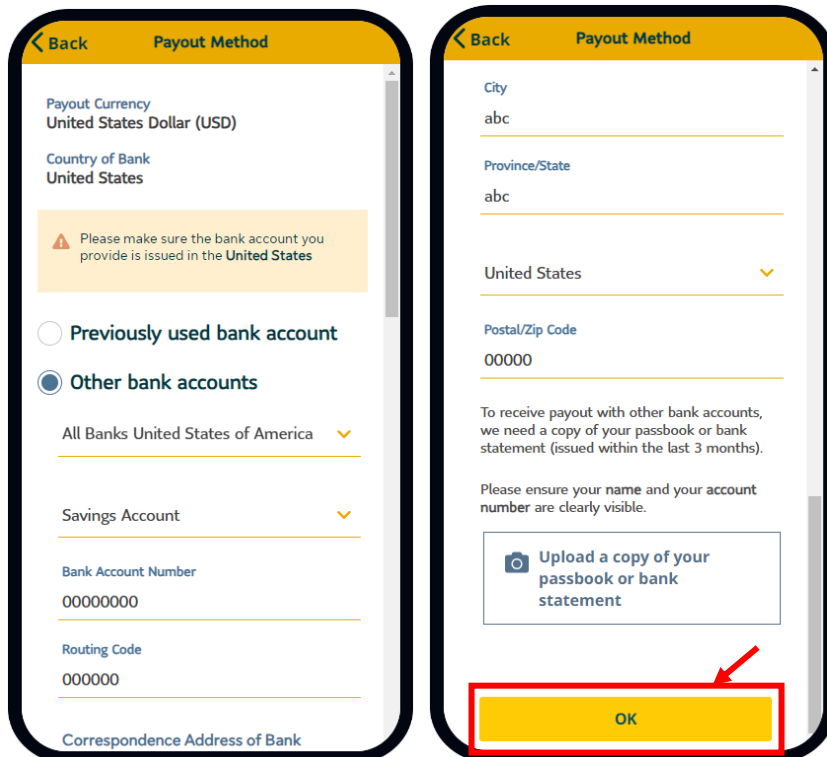 Back
Payout Method
Payout Currency
United States Dollar (USD)
Country of Bank
United States
Please make sure the bank account you
provide is issued in the United States
Previously used bank account
Other bank accounts
All Banks United States of America
Savings Account
Bank Account Number
00000000
Routing Code
000000
Correspondence Address of Bank
Back
Payout Method
City
abc
Province/State
abc
United States
Postal/Zip Code
00000
To receive payout with other bank accounts,
we need a copy of your passbook or bank
statement (issued within the last 3 months).
Please ensure your name and your account
number are clearly visible.
Upload a copy of your
passbook or bank
statement
OK